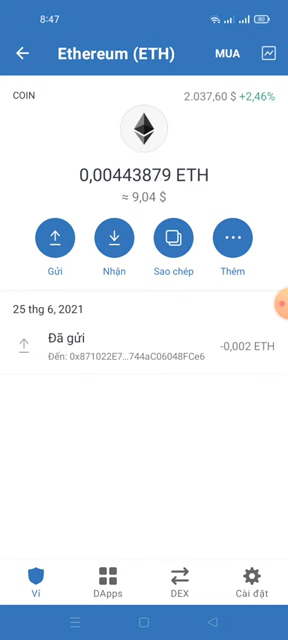 8:47
80
Ethereum (ETH)
MUA
COIN
2.037,60 $ +2,46%
0,00443879 ETH
≈ 9,04 $
Gửi
Nhận
Sao chép
Thêm
25 thg 6, 2021
Đã gửi
-0,002 ETH
Đến: 0x871022E7...744aC06048FCe6
Ví
DApps
DEX
Cài đặt